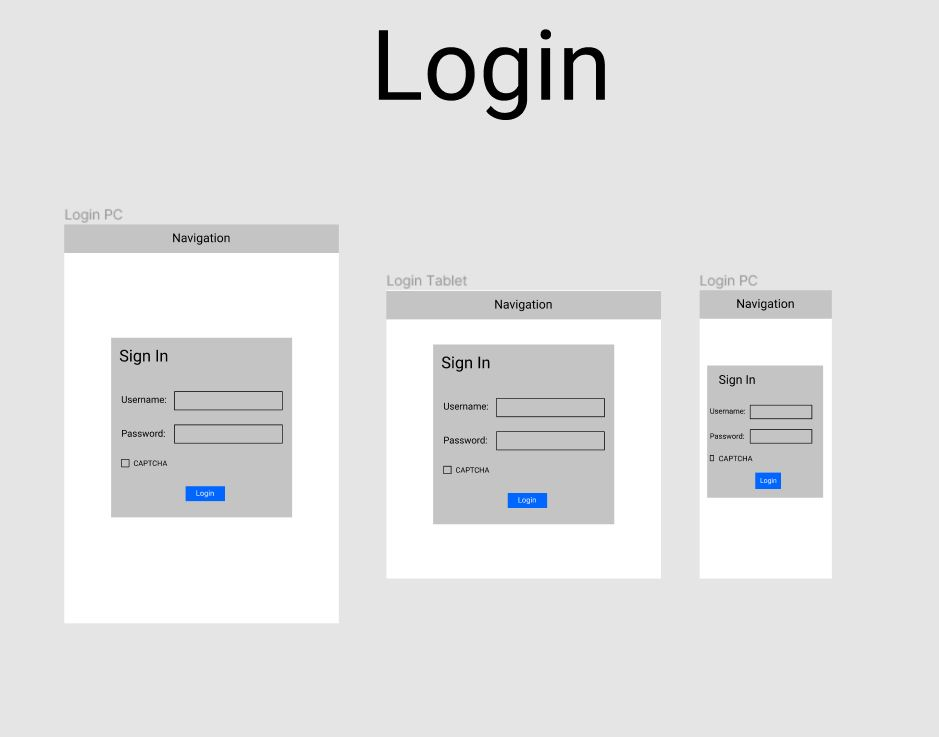 Login
Login PC
Navigation
Sign In
Username:
Password:
CAPTCHA
Login
Login Tablet
Navigation
Sign In
Username:
Password:
CAPTCHA
Login
Login PC
Navigation
Sign In
Username:
Password:
CAPTCHA
Login